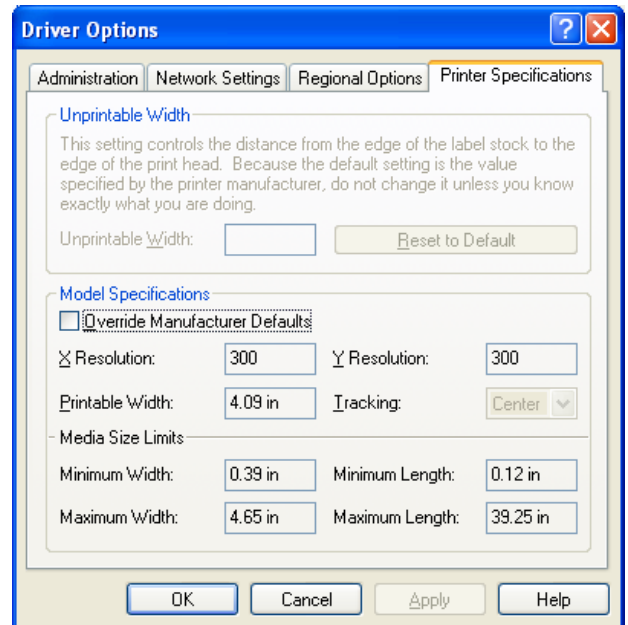 Driver Options
Administration Network Settings Regional Options Printer Specifications
Unprintable Width
This setting controls the distance from the edge of the label stock to the
edge of the print head. Because the default setting is the value
specified by the printer manufacturer, do not change it unless you know
exactly what you are doing.
Unprintable Width: Reset to Default
Model Specifications
Override Manufacturer Defaults
X Resolution: 300 Y Resolution: 300
Printable Width: 4.09 in Tracking: Center
Media Size Limits
Minimum Width: 0.39 in Minimum Length: 0.12 in
Maximum Width: 4.65 in Maximum Length: 39.25 in
OK Cancel Apply Help